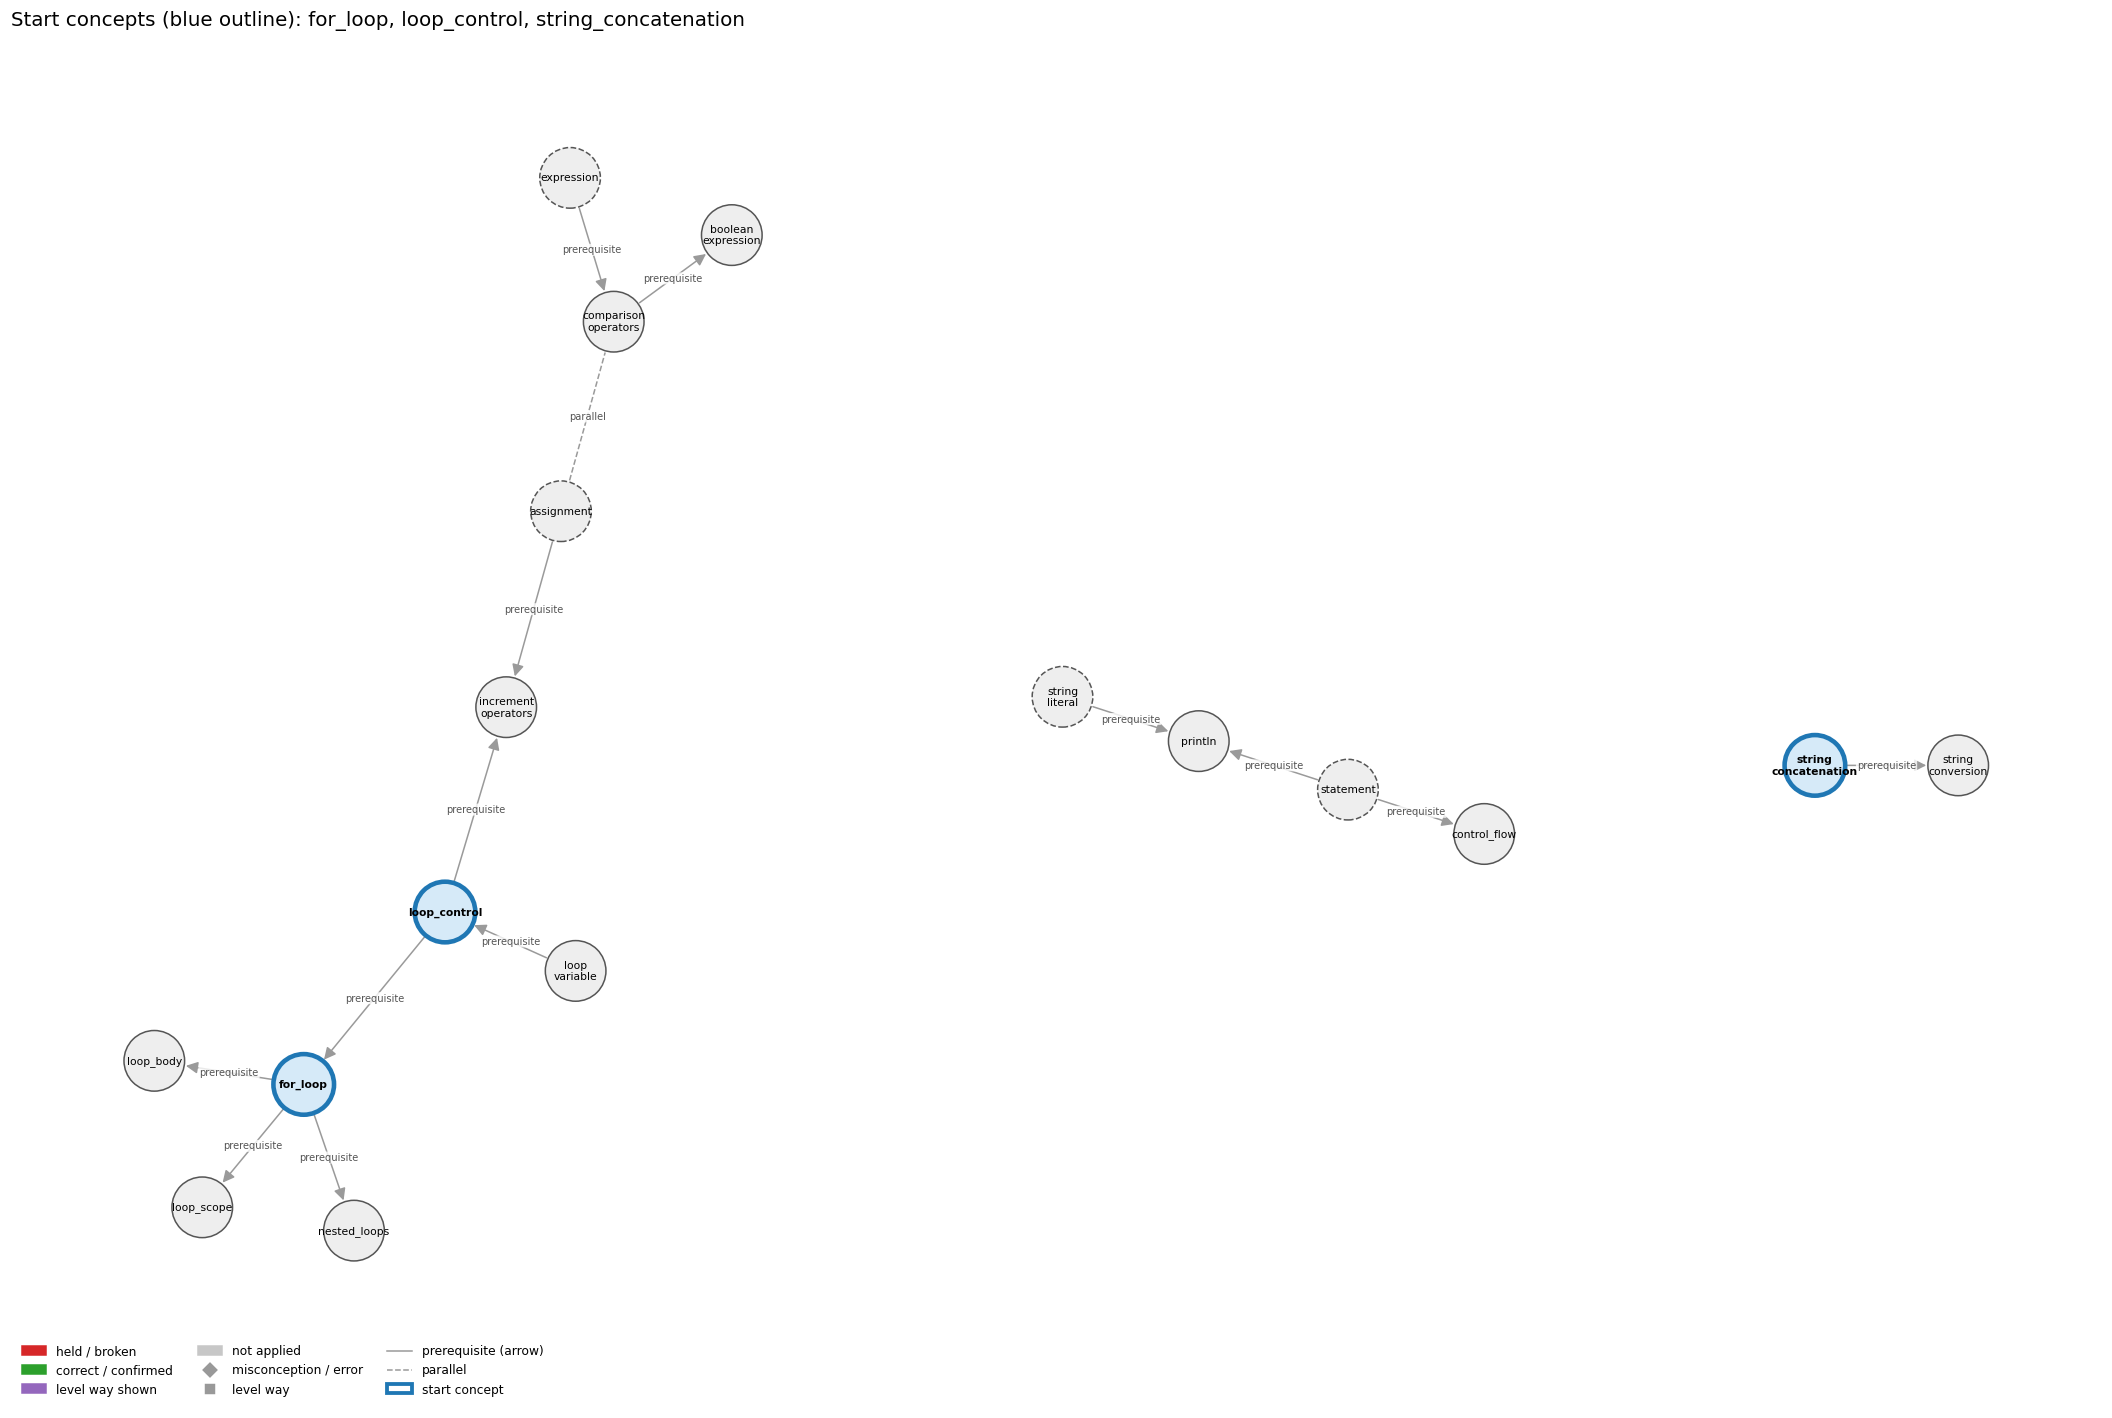 Start concepts (blue outline): for_loop, loop_control, string_concatenation
expression
boolean
expression
prerequisite
prerequisite
comparison
operators
parallel
assignment
prerequisite
increment
operators
prerequisite
loop_control
prerequisite
loop
variable
prerequisite
loop_body
prerequisite
for_loop
prerequisite
prerequisite
loop_scope
nested_loops
string
literal
prerequisite
println
prerequisite
statement
prerequisite
control_flow
string
concatenation
prerequisite
string
conversion
held / broken
correct / confirmed
level way shown
not applied
misconception / error
level way
prerequisite (arrow)
parallel
start concept